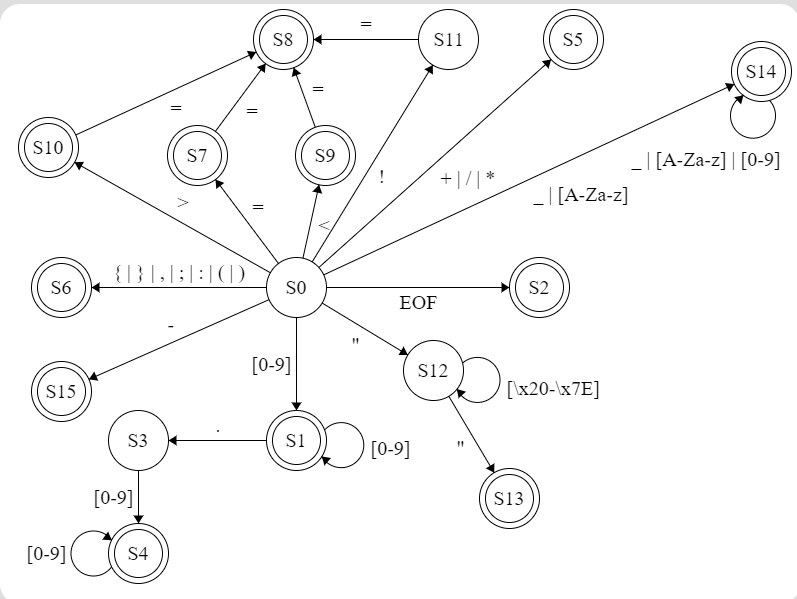 S8
=
S11
S5
S14
S10
=
S7
=
S9
=
!
+ | / | *
_ | [A-Za-z] | [0-9]
_ | [A-Za-z]
>
=
<
S6
{ | } | , | ; | : | ( | )
S0
EOF
S2
-
S15
[0-9]
"
S12
[\x20-\x7E]
S3
.
S1
[0-9]
"
[0-9]
S13
[0-9]
S4